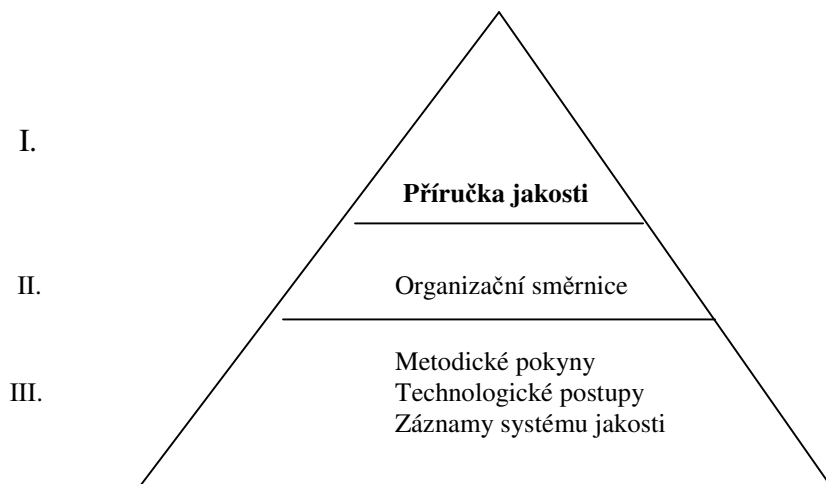 I.
Příručka jakosti
II.
Organizační směrnice
Metodické pokyny
III.
Technologické postupy
Záznamy systému jakosti